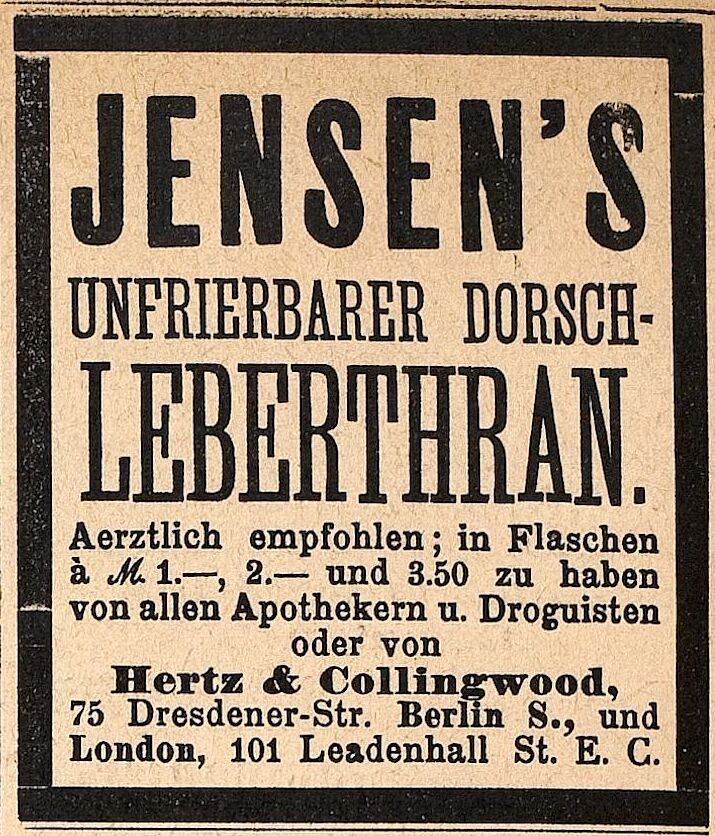 JENSEN'S
UNFRIERBARER DORSCH-
LEBERTHRAN.
Aerztlich empfohlen; in Flaschen
à M. 1.—, 2.— und 3.50 zu haben
von allen Apothekern u. Droguisten
oder von
Hertz & Collingwood,
75 Dresdener-Str. Berlin S., und
London, 101 Leadenhall St. E. C.